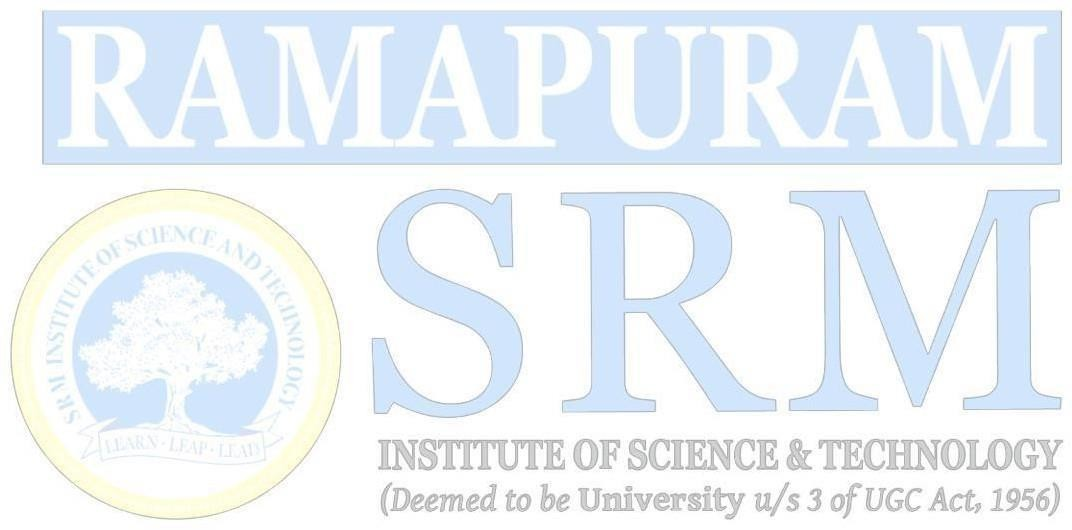 RAMAPURAM
SRM INSTITUTE OF SCIENCE AND TECHNOLOGY
LEARN · LEAP · LEAD
SRM
INSTITUTE OF SCIENCE & TECHNOLOGY
(Deemed to be University u/s 3 of UGC Act, 1956)